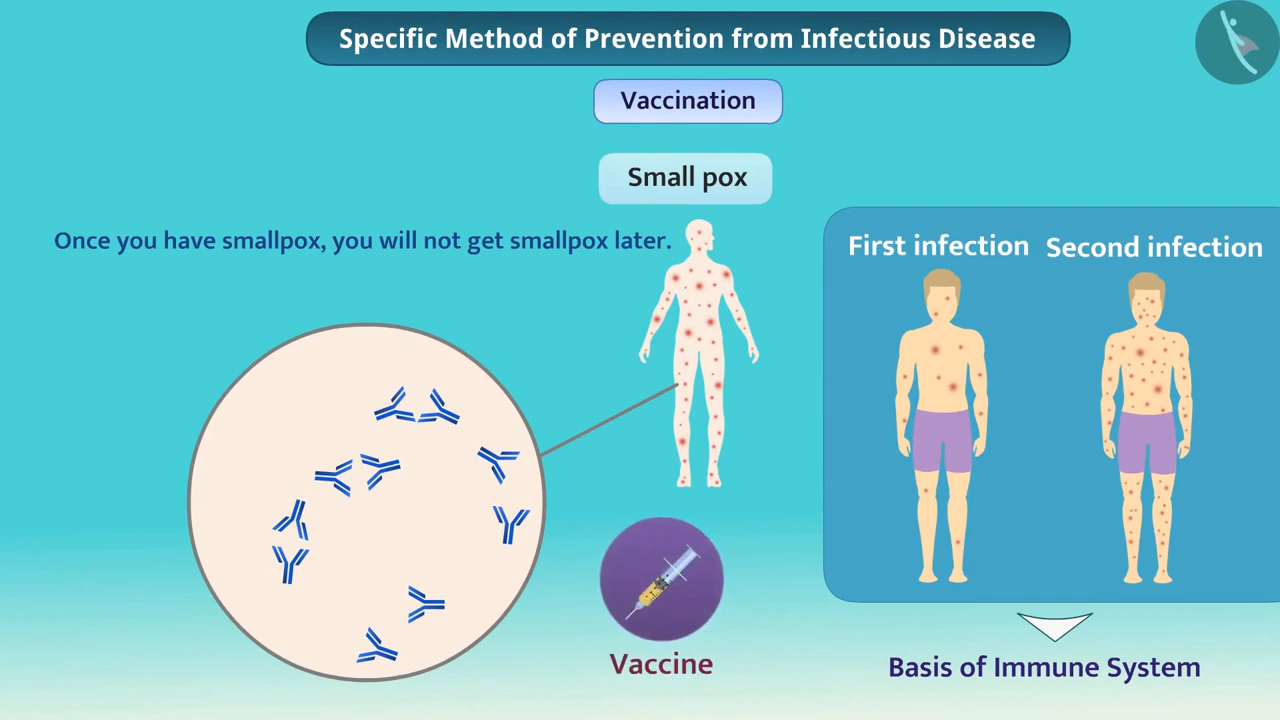 Specific Method of Prevention from Infectious Disease
Vaccination
Small pox
Once you have smallpox, you will not get smallpox later.
First infection
Second infection
Vaccine
Basis of Immune System